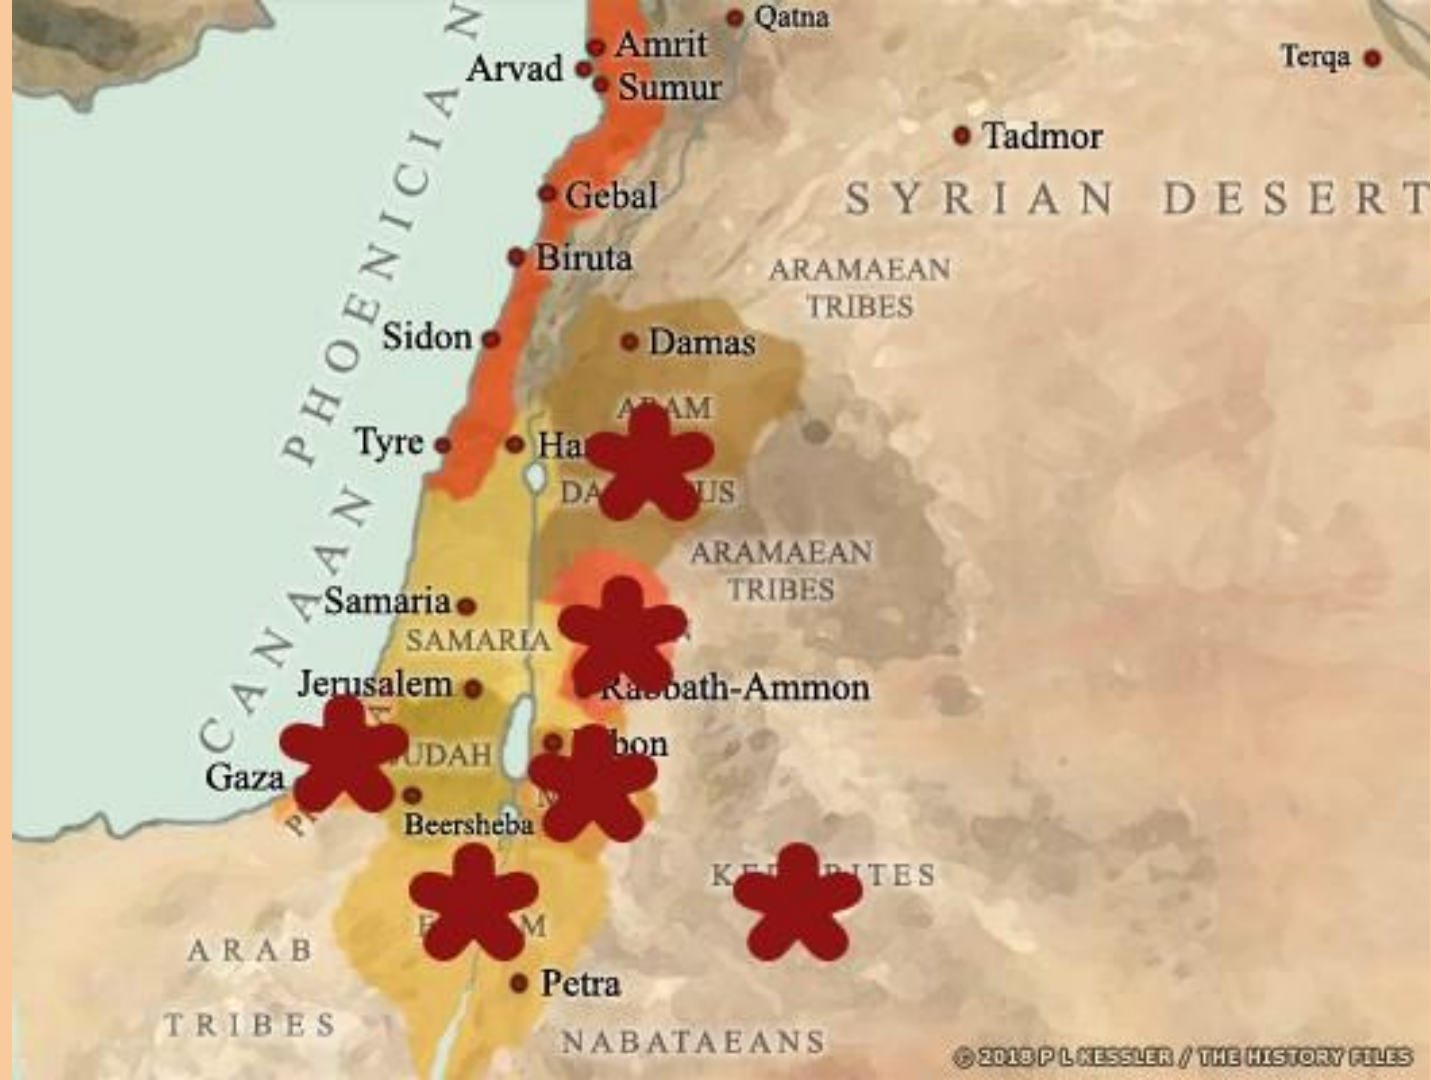 Qatna
Amrit
Terqa
Arvad
Sumur
Tadmor
CANAAN PHOENICIAN
Gebal
SYRIAN DESERT
Biruta
ARAMAEAN
TRIBES
Sidon
Damas
Tyre
ARAMAEAN
TRIBES
Samaria
SAMARIA
Jerusalem
Rabbath-Ammon
Gaza
Beersheba
ARAB
TRIBES
Petra
NABATAEANS
© 2018 P L KESSLER / THE HISTORY FILES